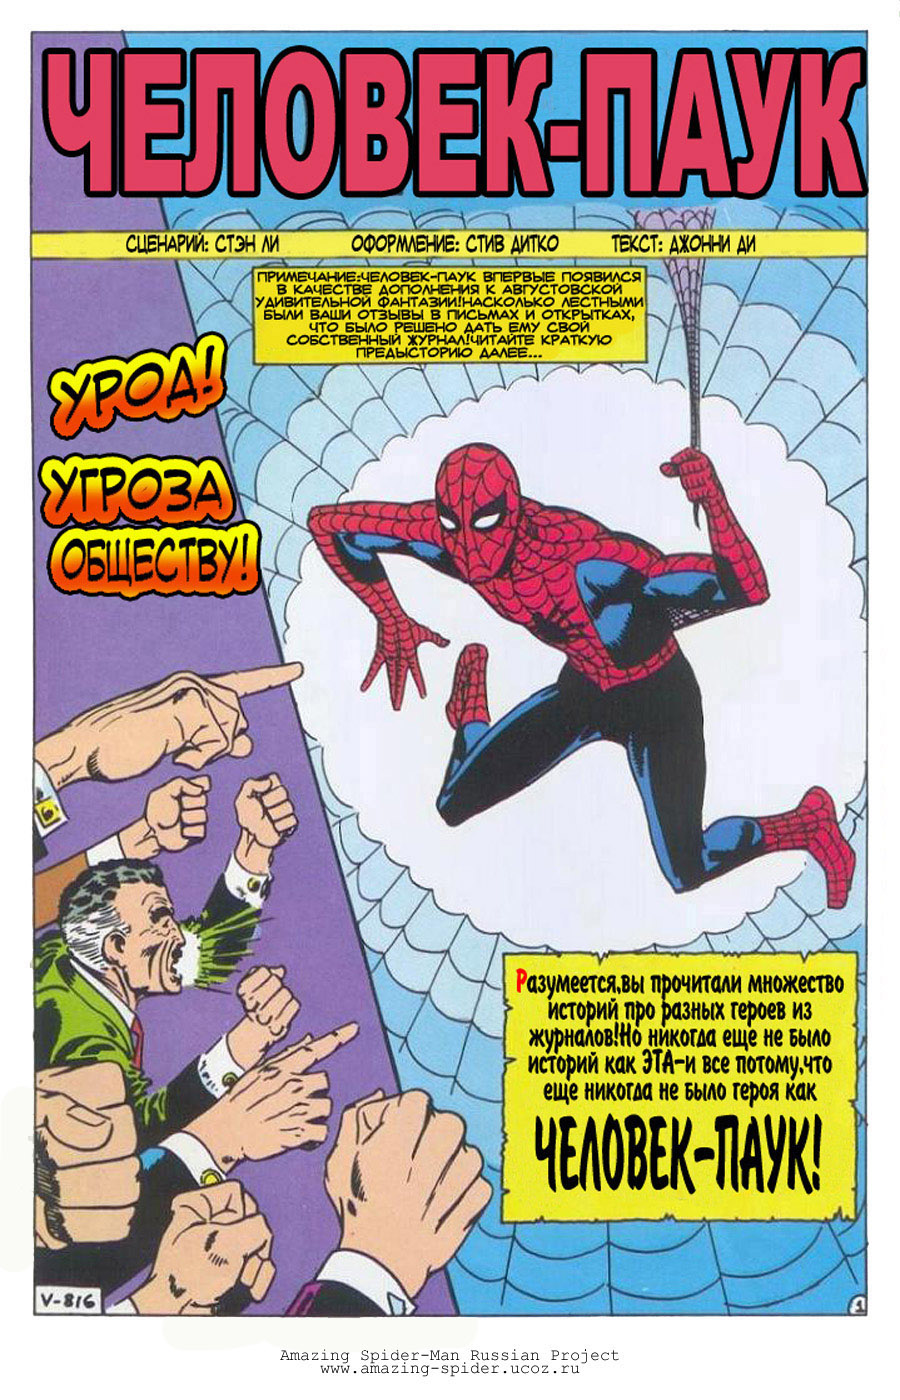 ЧЕЛОВЕК-ПАУК
СЦЕНАРИЙ: СТЭН ЛИ ОФОРМЛЕНИЕ: СТИВ ДИТКО ТЕКСТ: ДЖОННИ ДИ
ПРИМЕЧАНИЕ:ЧЕЛОВЕК-ПАУК ВПЕРВЫЕ ПОЯВИЛСЯ
В КАЧЕСТВЕ ДОПОЛНЕНИЯ К АВГУСТОВСКОЙ
УДИВИТЕЛЬНОЙ ФАНТАЗИИ!НАСКОЛЬКО ЛЕСТНЫМИ
БЫЛИ ВАШИ ОТЗЫВЫ В ПИСЬМАХ И ОТКРЫТКАХ,
ЧТО БЫЛО РЕШЕНО ДАТЬ ЕМУ СВОЙ
СОБСТВЕННЫЙ ЖУРНАЛ!ЧИТАЙТЕ КРАТКУЮ
ПРЕДЫСТОРИЮ ДАЛЕЕ...
УРОД!
УГРОЗА
ОБЩЕСТВУ!
Разумеется,вы прочитали множество
историй про разных героев из
журналов!Но никогда еще не было
историй как ЭТА-и все потому,что
еще никогда не было героя как
ЧЕЛОВЕК-ПАУК!
V-816
1
Amazing Spider-Man Russian Project
www.amazing-spider.ucoz.ru